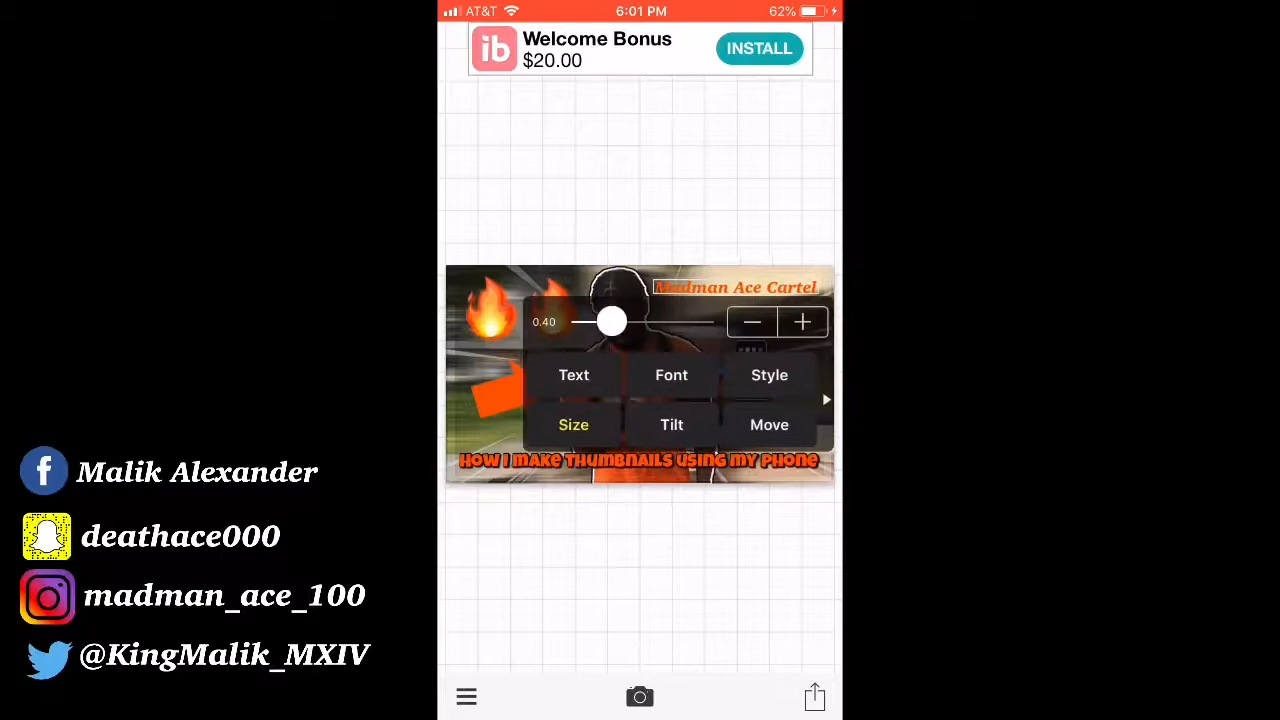 AT&T
6:01 PM
62%
ib
Welcome Bonus
$20.00
INSTALL
Madman Ace Cartel
0.40
Text
Font
Style
Size
Tilt
Move
How I make thumbnails using my phone
f
Malik Alexander
deathace000
madman_ace_100
@KingMalik_MXIV